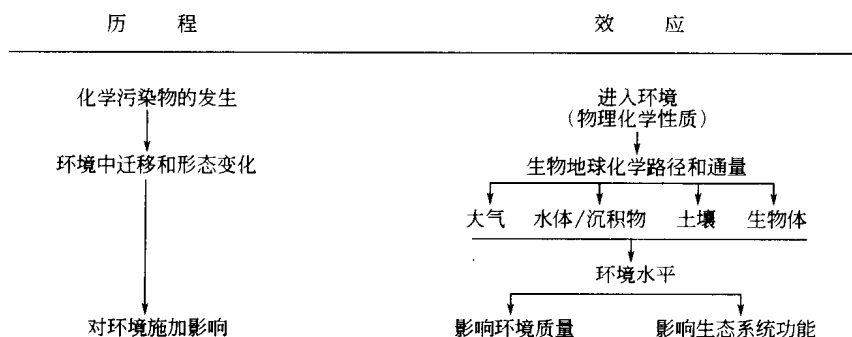 历 程 效 应
化学污染物的发生 进入环境
(物理化学性质)
环境中迁移和形态变化 生物地球化学路径和通量
大气 水体/沉积物 土壤 生物体
环境水平
对环境施加影响 影响环境质量 影响生态系统功能